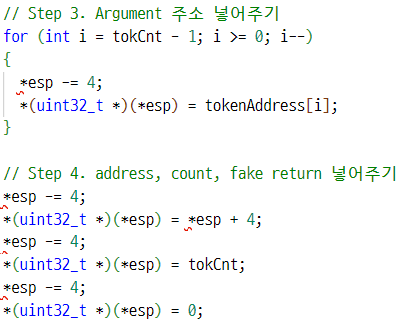 // Step 3. Argument 주소 넣어주기
for (int i = tokCnt - 1; i >= 0; i--)
{
*esp -= 4;
*(uint32_t *)(*esp) = tokenAddress[i];
}
// Step 4. address, count, fake return 넣어주기
*esp -= 4;
*(uint32_t *)(*esp) = *esp + 4;
*esp -= 4;
*(uint32_t *)(*esp) = tokCnt;
*esp -= 4;
*(uint32_t *)(*esp) = 0;